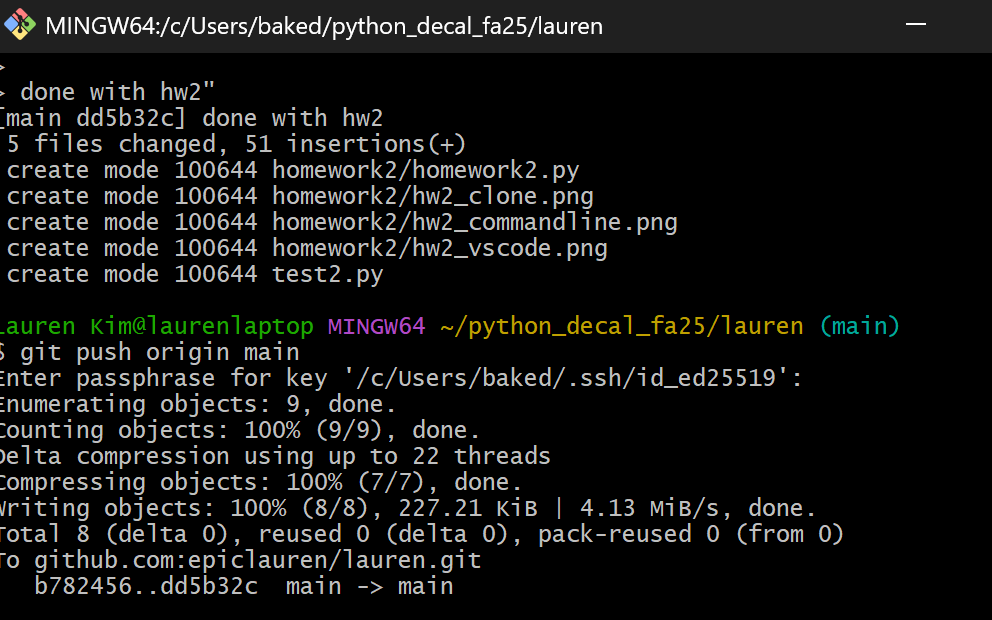 MINGW64:/c/Users/baked/python_decal_fa25/lauren
>
> done with hw2"
[main dd5b32c] done with hw2
5 files changed, 51 insertions(+)
create mode 100644 homework2/homework2.py
create mode 100644 homework2/hw2_clone.png
create mode 100644 homework2/hw2_commandline.png
create mode 100644 homework2/hw2_vscode.png
create mode 100644 test2.py
Lauren Kim@laurenlaptop MINGW64 ~/python_decal_fa25/lauren (main)
$ git push origin main
Enter passphrase for key '/c/Users/baked/.ssh/id_ed25519':
Enumerating objects: 9, done.
Counting objects: 100% (9/9), done.
Delta compression using up to 22 threads
Compressing objects: 100% (7/7), done.
Writing objects: 100% (8/8), 227.21 KiB | 4.13 MiB/s, done.
Total 8 (delta 0), reused 0 (delta 0), pack-reused 0 (from 0)
To github.com:epiclauren/lauren.git
b782456..dd5b32c  main -> main